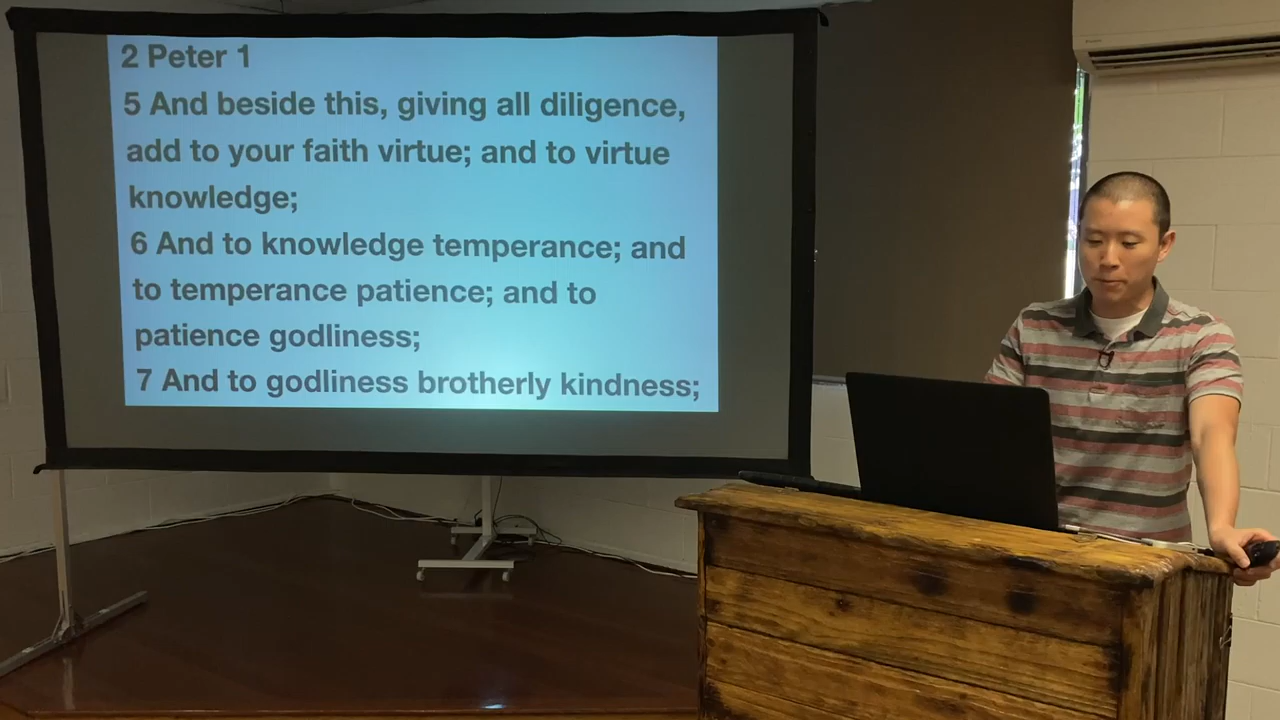 2 Peter 1
5 And beside this, giving all diligence,
add to your faith virtue; and to virtue
knowledge;
6 And to knowledge temperance; and
to temperance patience; and to
patience godliness;
7 And to godliness brotherly kindness;